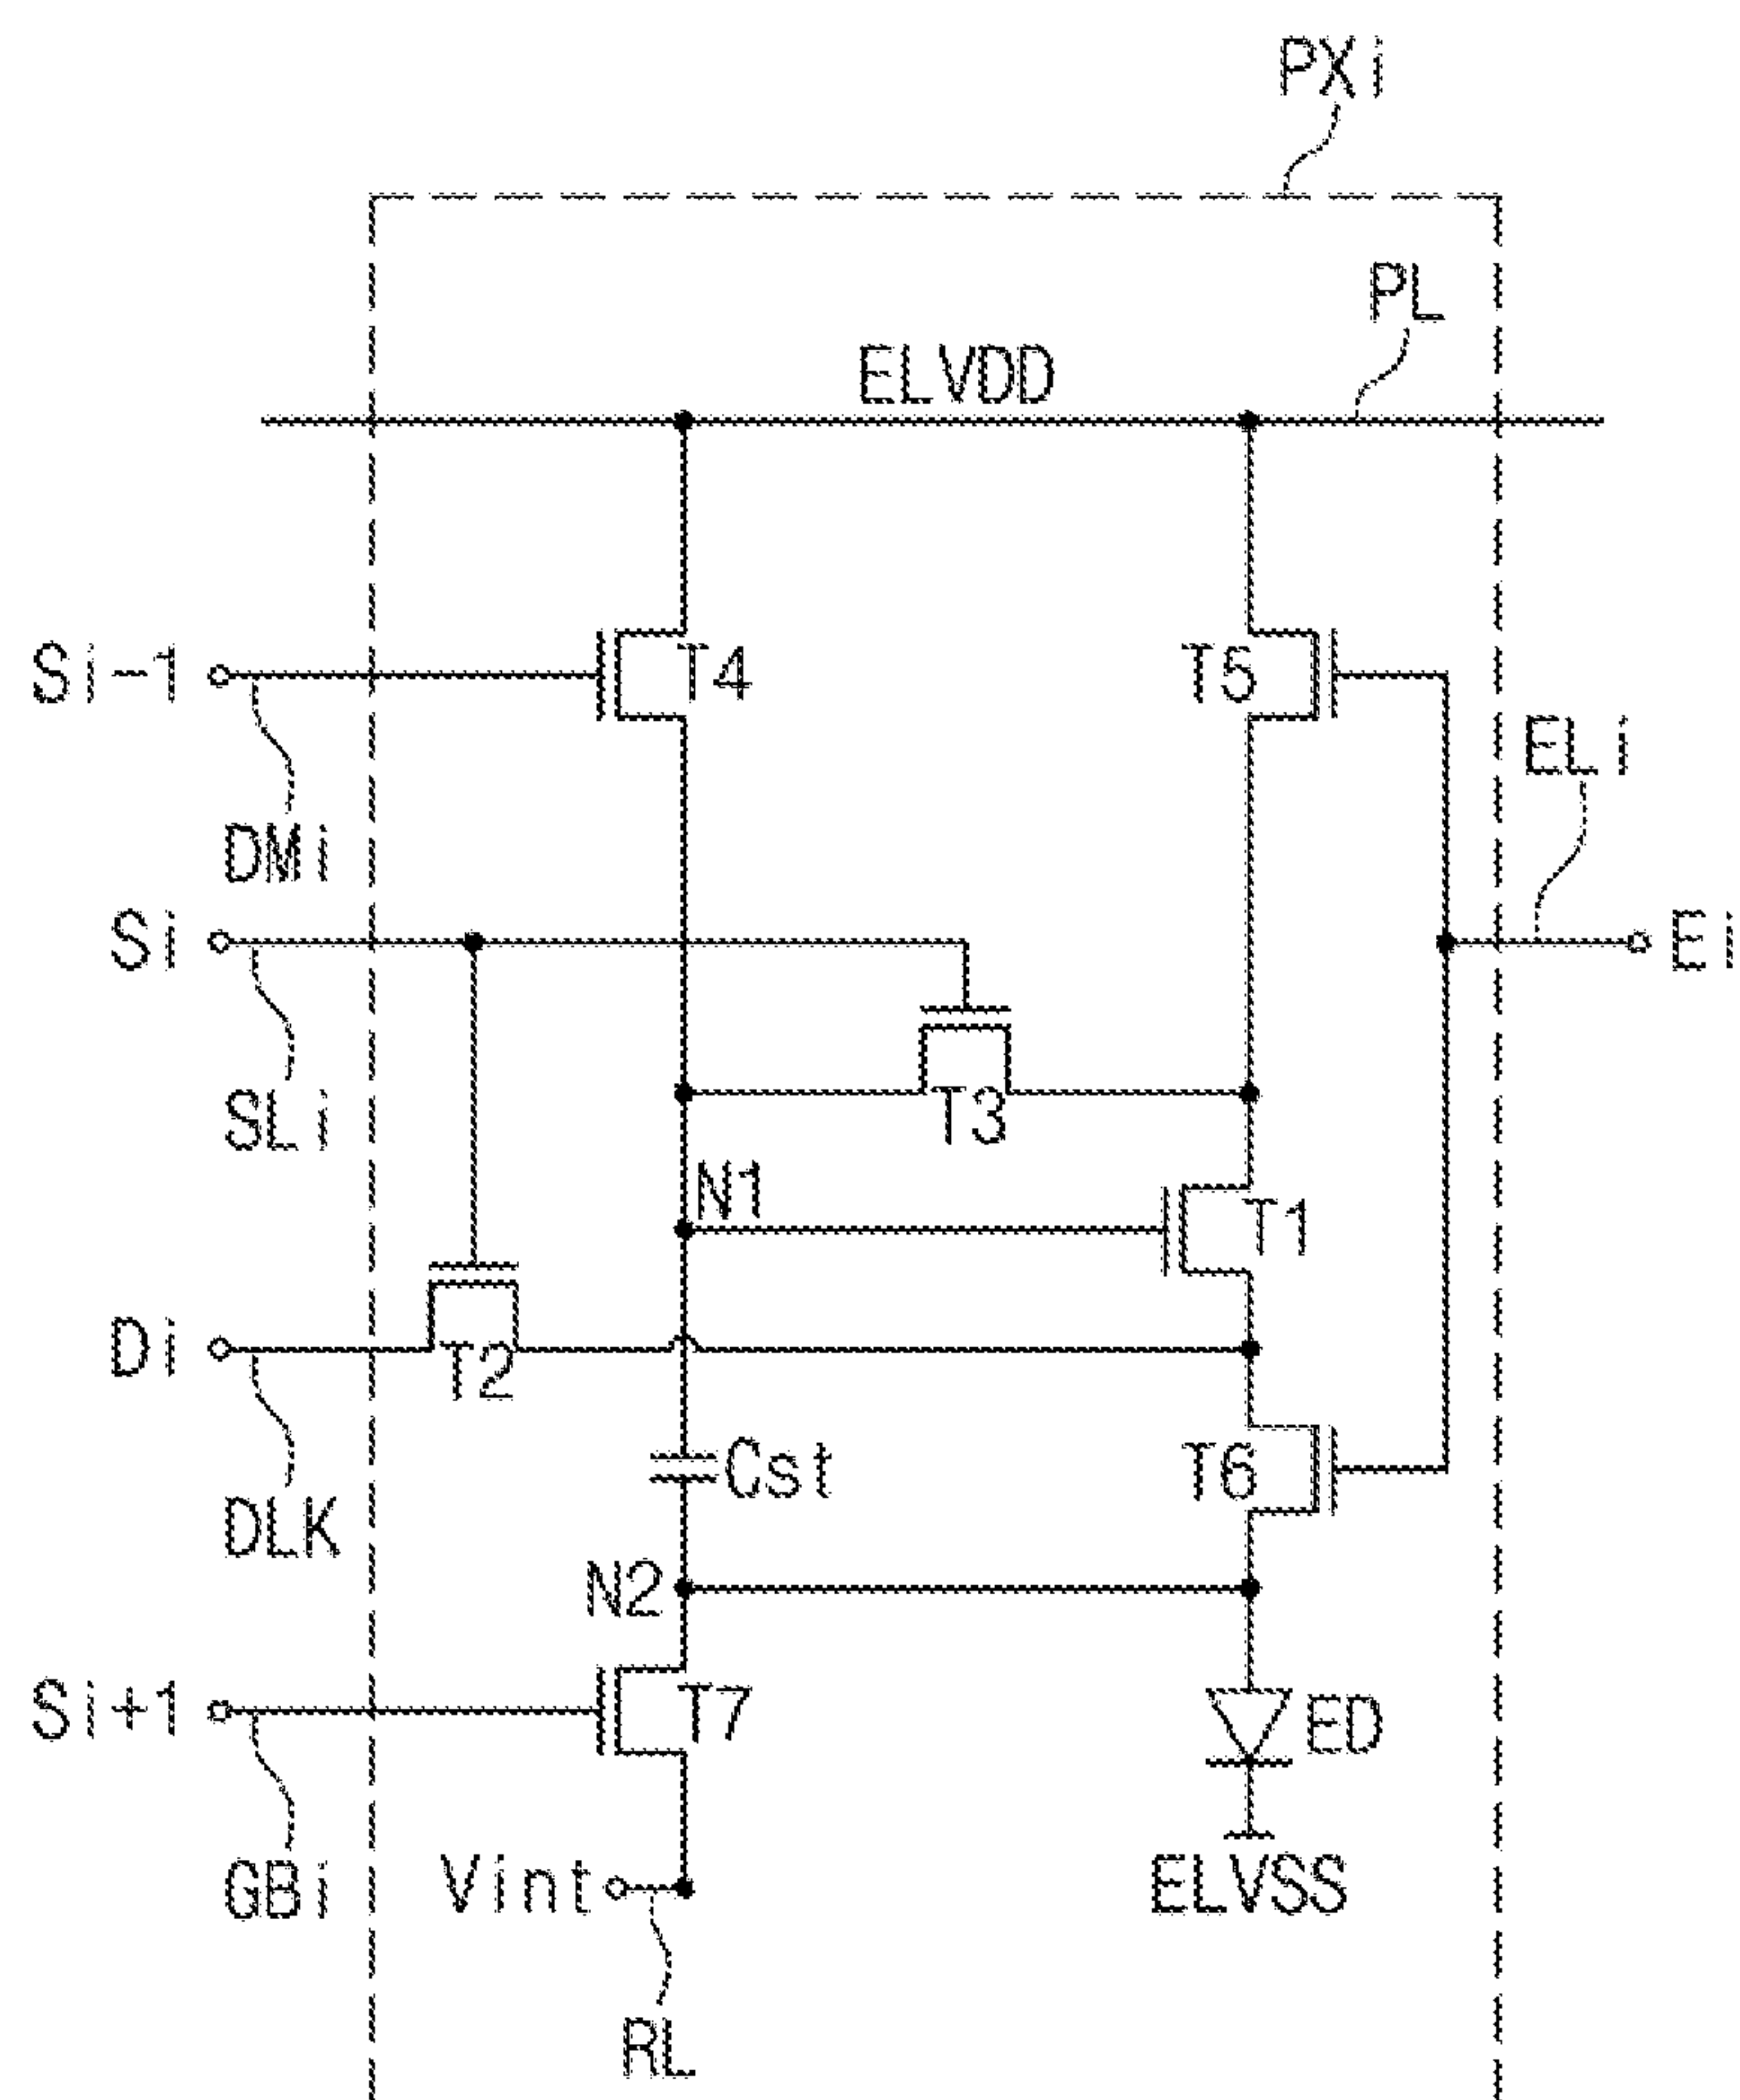 PXi
PL
ELVDD
Si-1
T4
T5
ELi
DMi
Si
Ei
SLi
T3
N1
T1
Di
T2
Cst
T6
DLK
N2
Si+1
T7
ED
GBi
Vint
ELVSS
RL